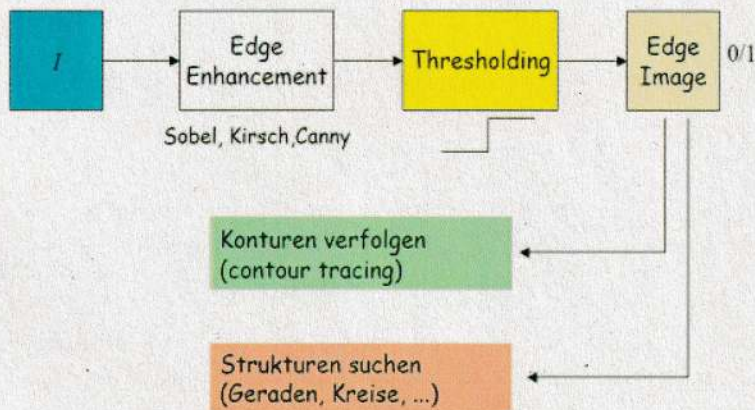 I
Edge
Enhancement
Thresholding
Edge
Image
0/1
Sobel, Kirsch,Canny
Konturen verfolgen
(contour tracing)
Strukturen suchen
(Geraden, Kreise, ...)